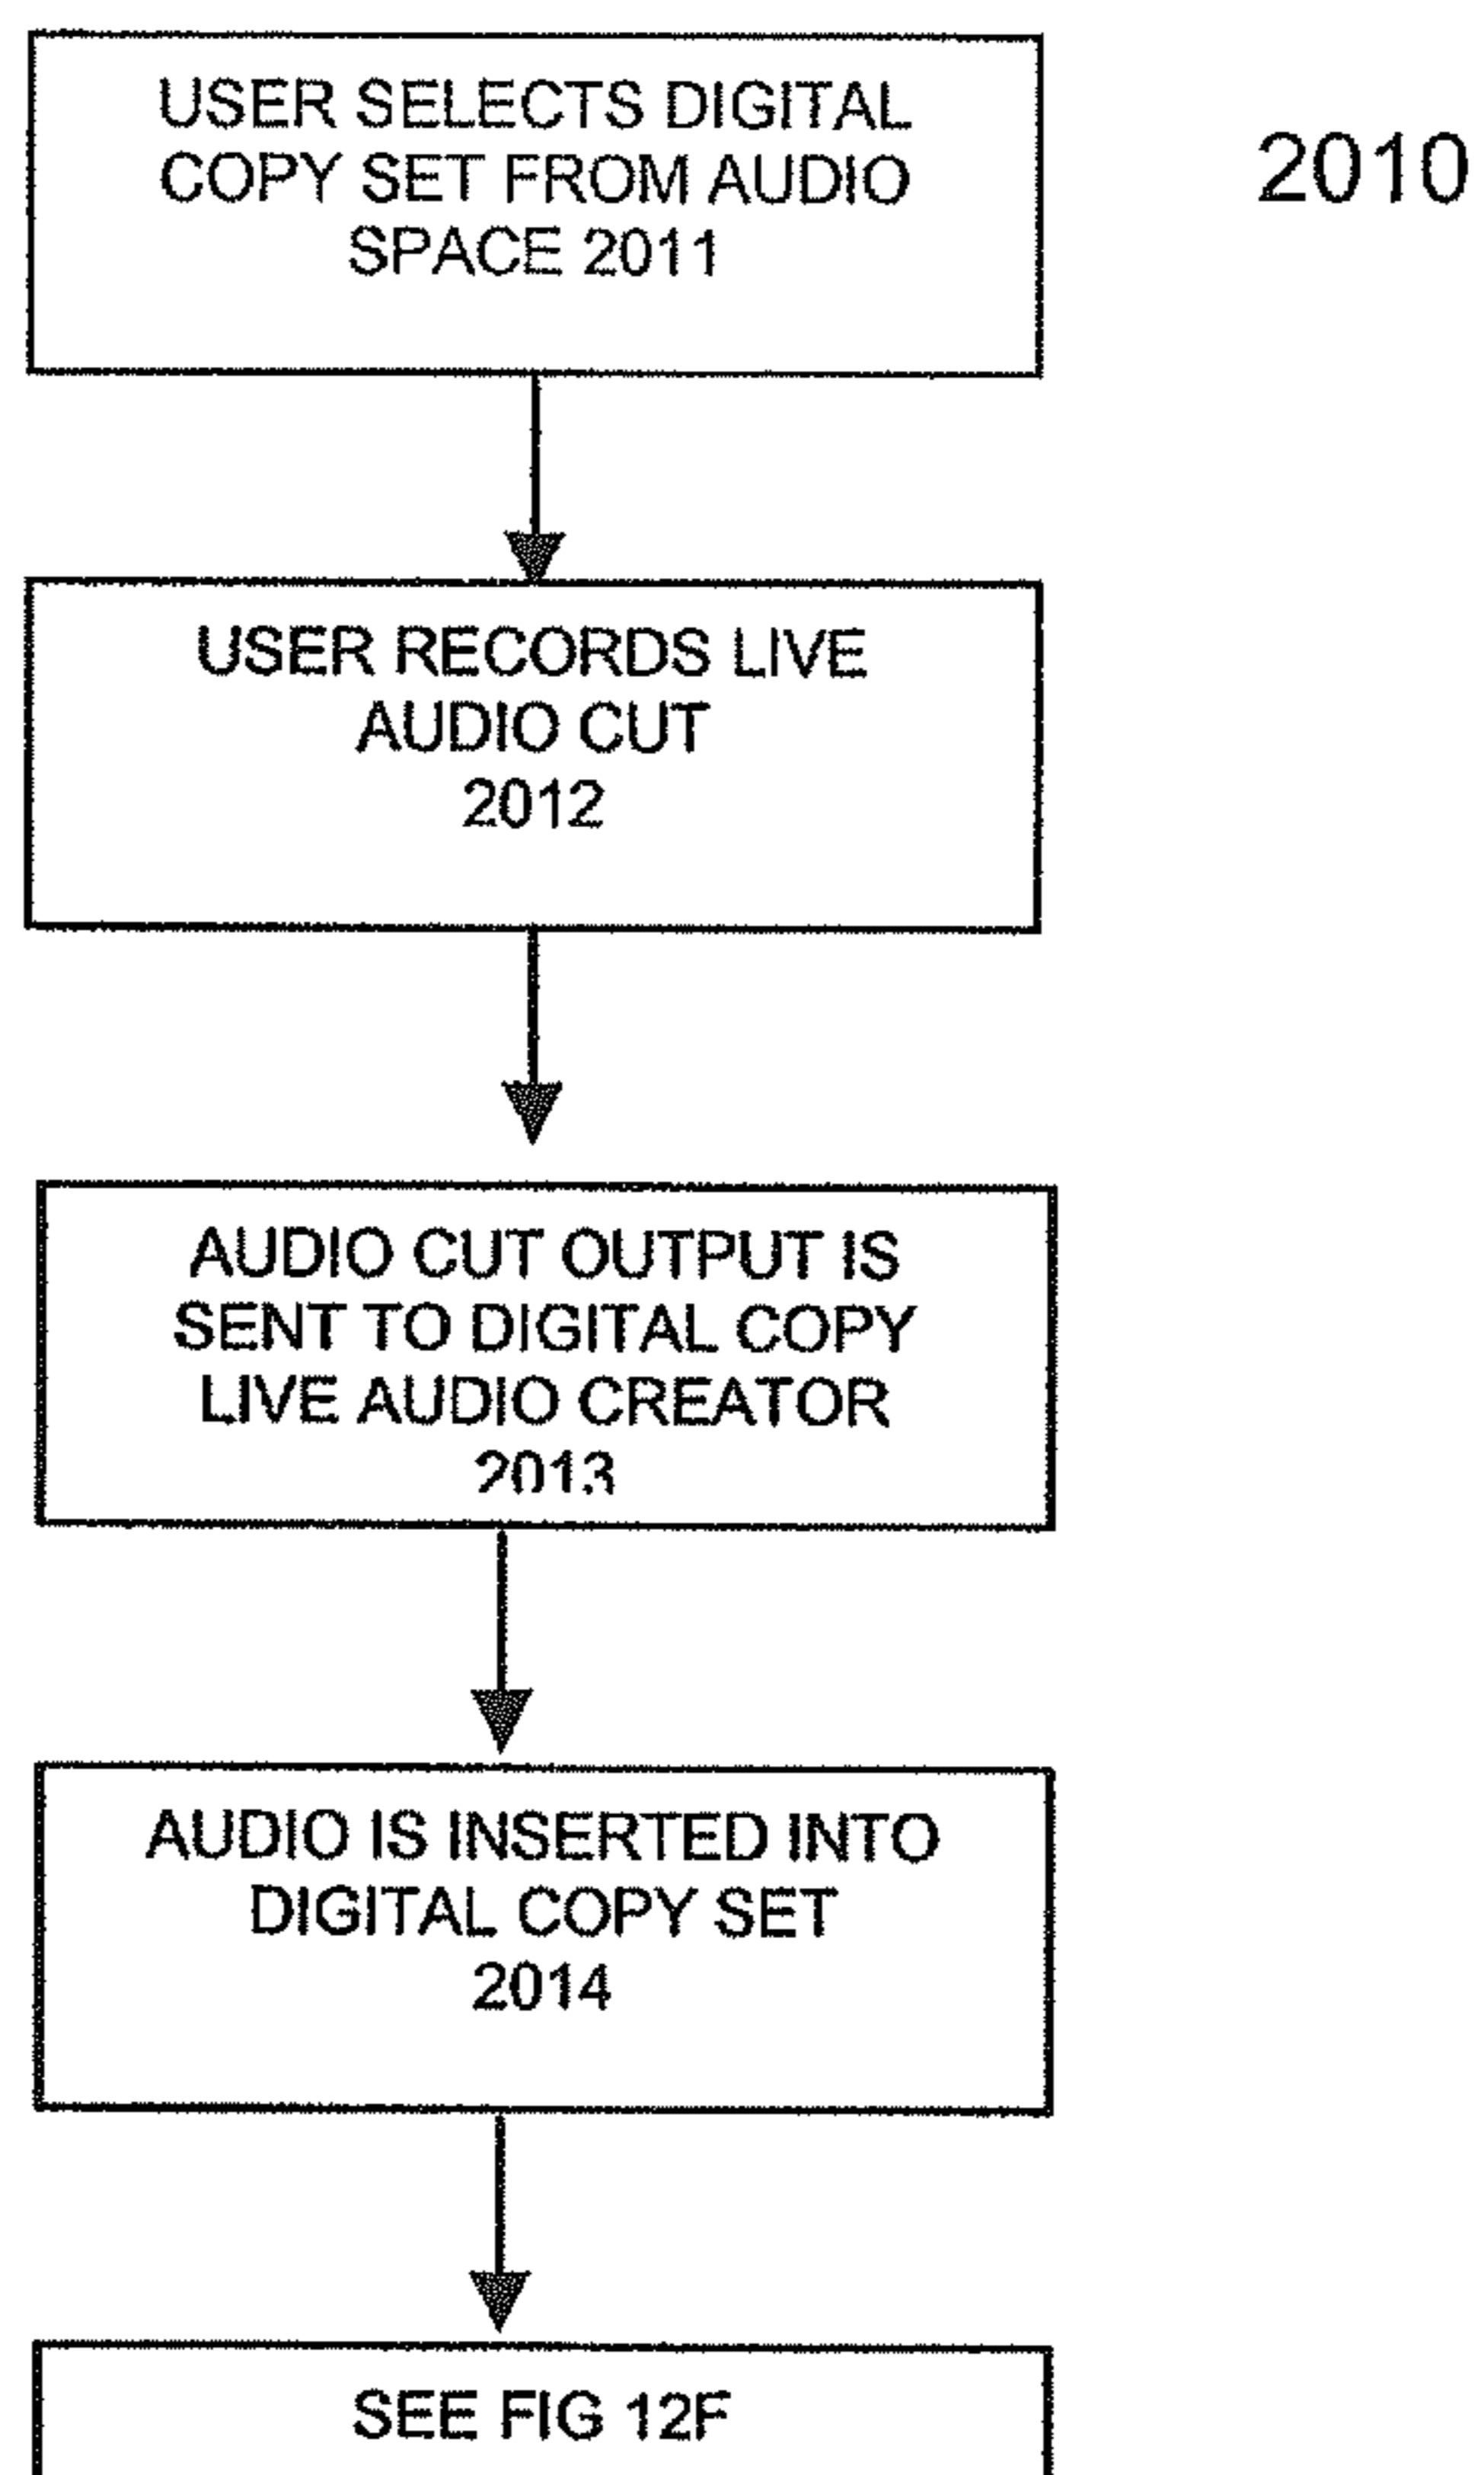 USER SELECTS DIGITAL
COPY SET FROM AUDIO
SPACE 2011
2010
USER RECORDS LIVE
AUDIO CUT
2012
AUDIO CUT OUTPUT IS
SENT TO DIGITAL COPY
LIVE AUDIO CREATOR
2013
AUDIO IS INSERTED INTO
DIGITAL COPY SET
2014
SEE FIG 12F